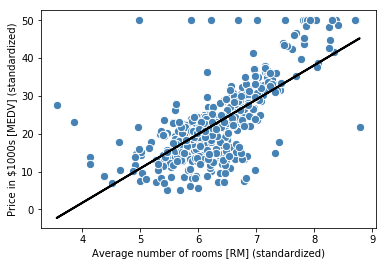 50
40
30
20
10
0
Price in $1000s [MEDV] (standardized)
4 5 6 7 8 9
Average number of rooms [RM] (standardized)